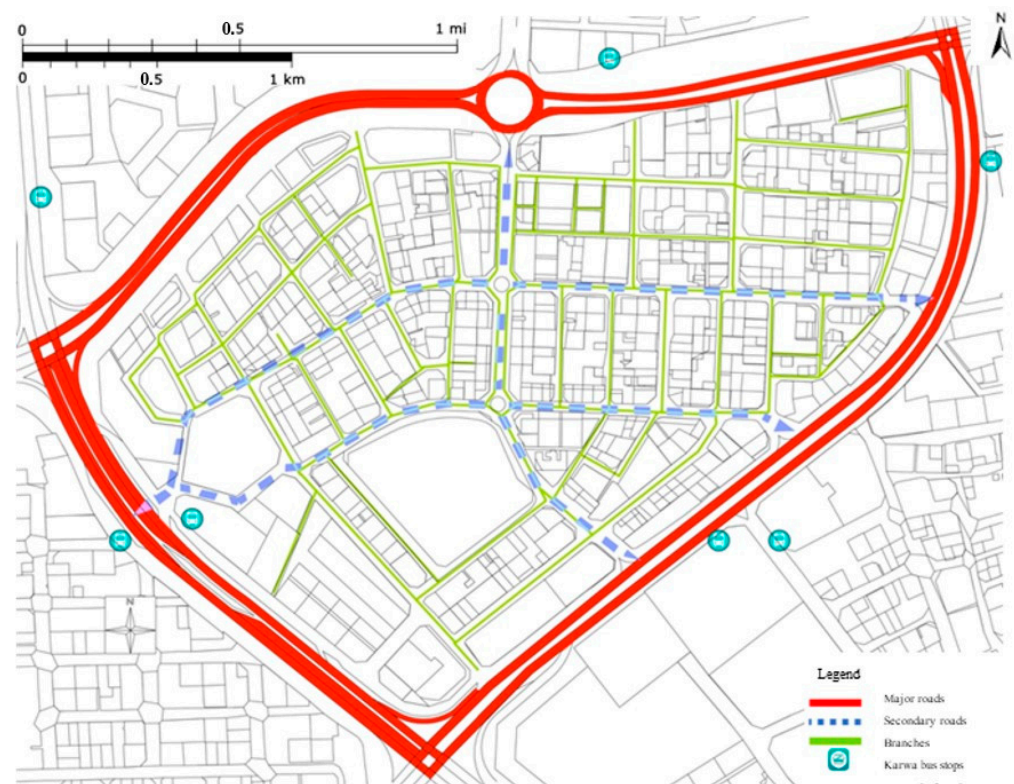 0 0.5 1 mi
0 0.5 1 km
N
N
Legend
Major roads
Secondary roads
Branches
Karwa bus stops